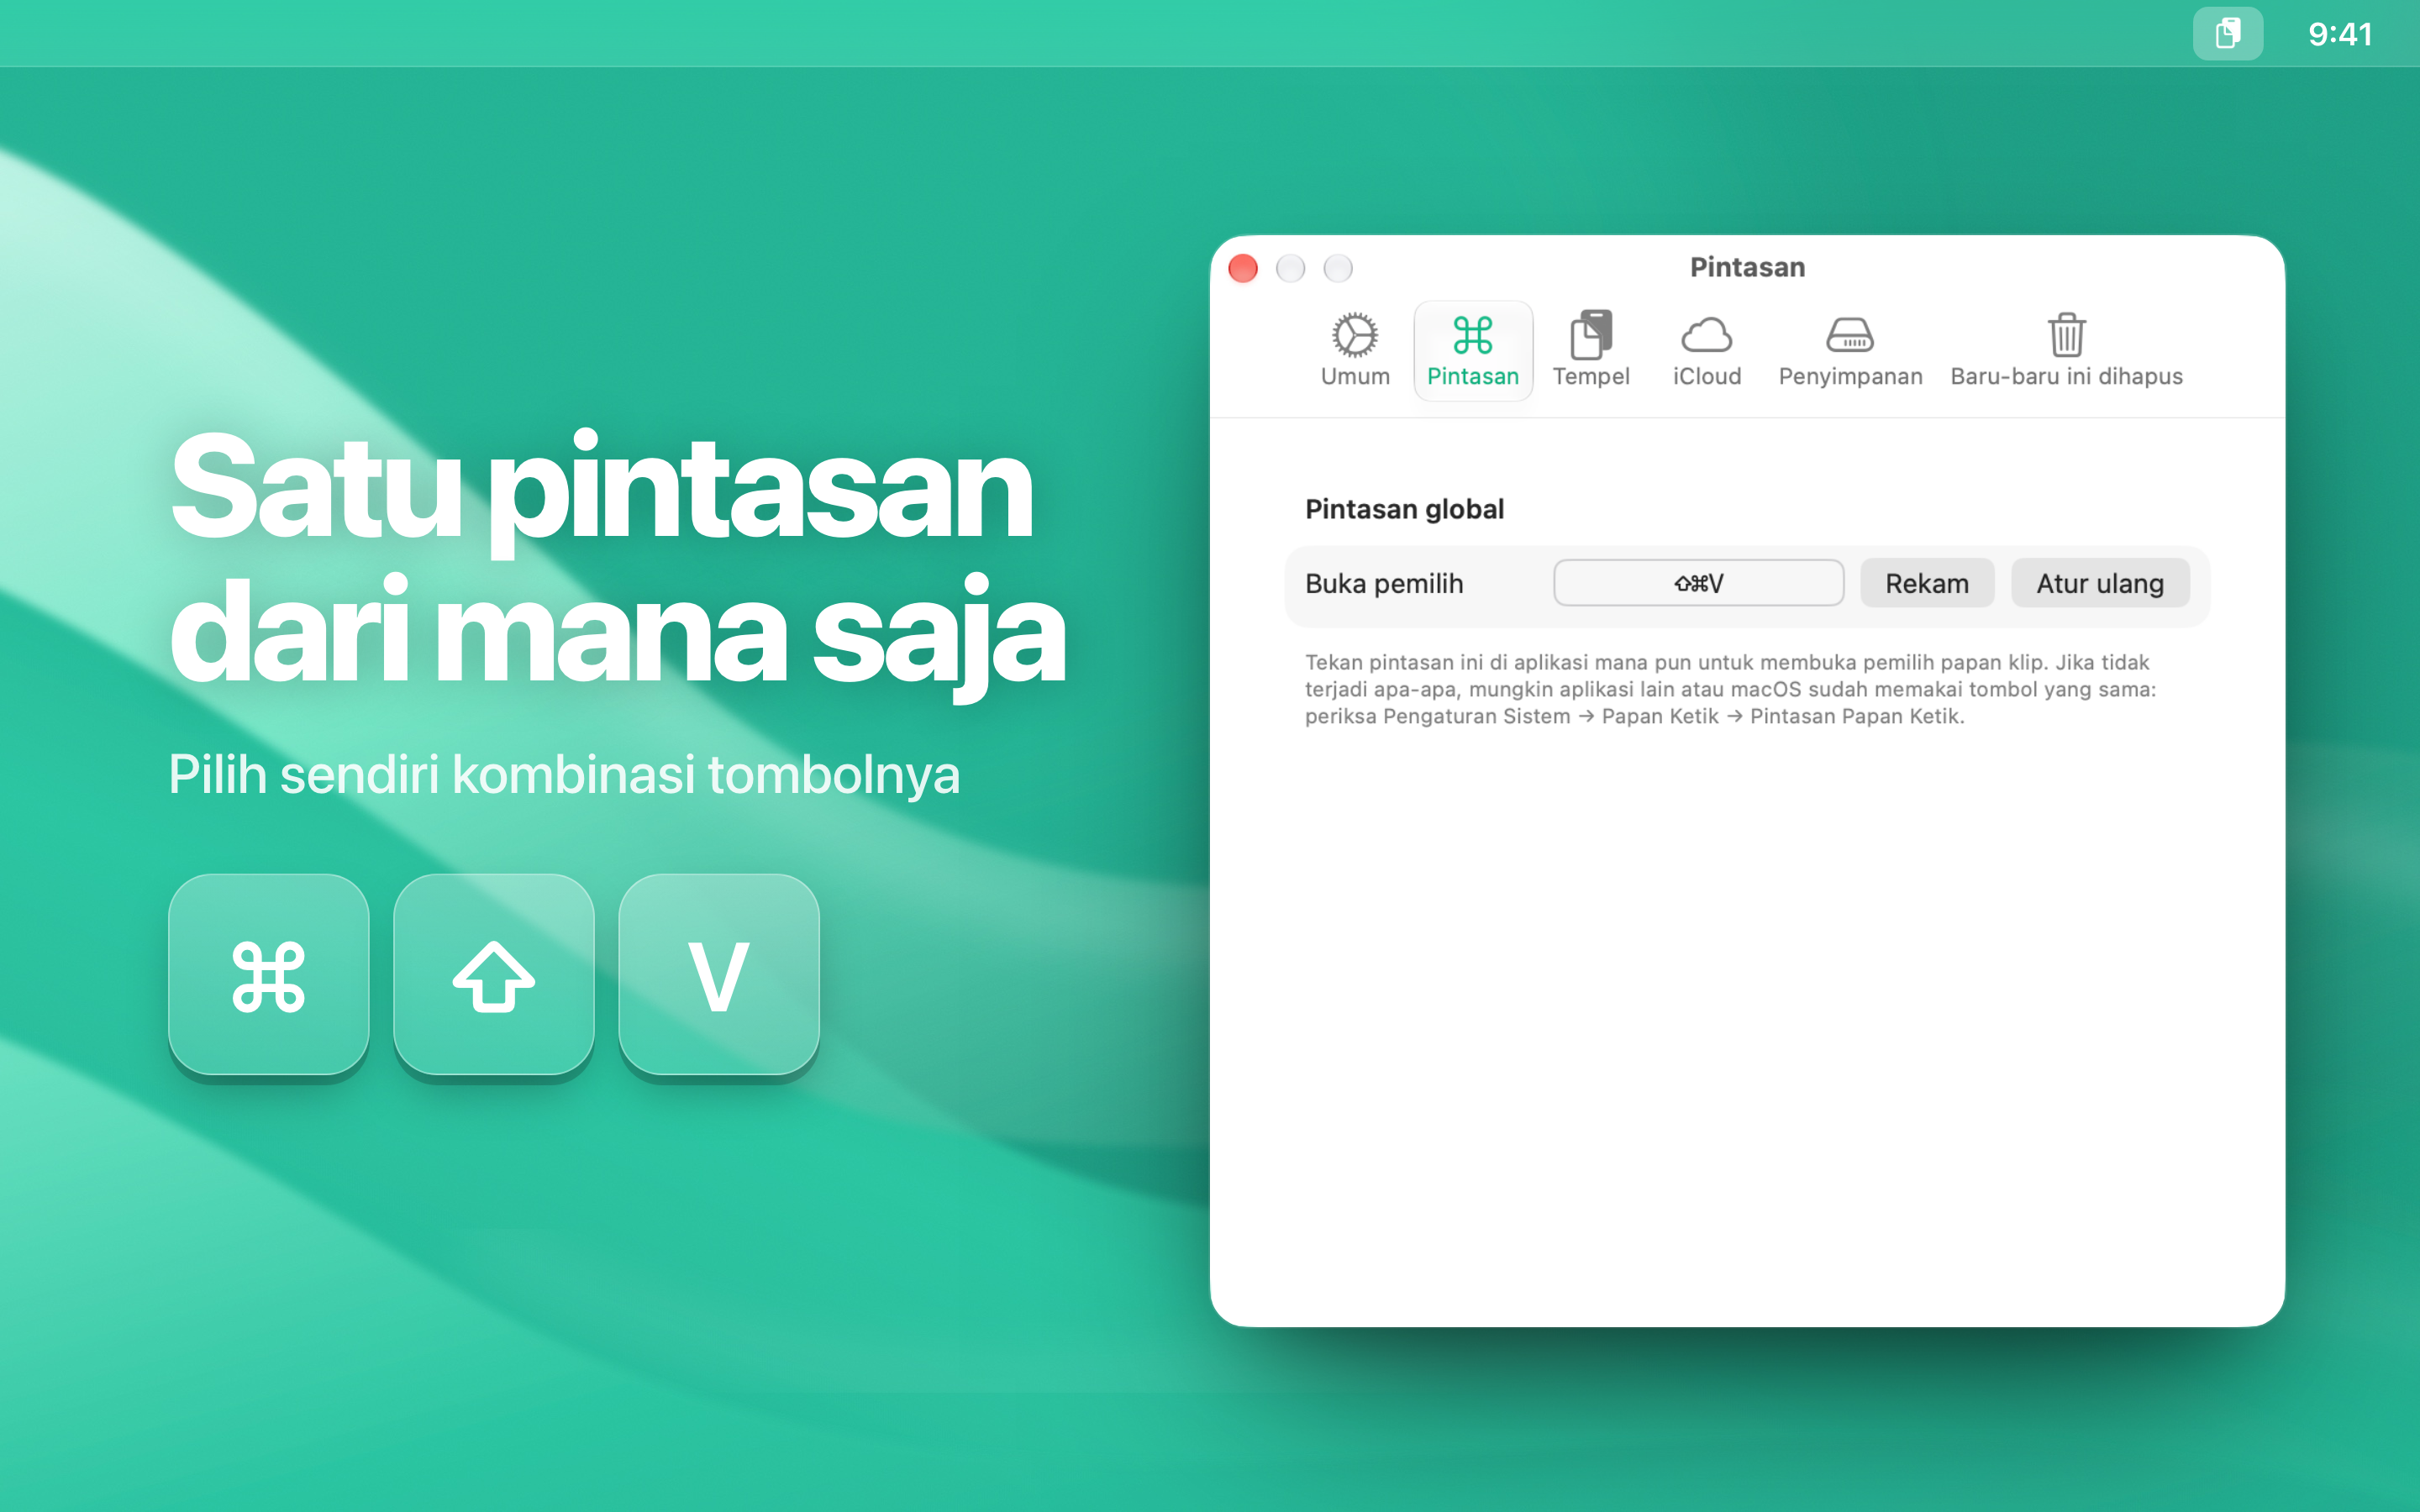 9:41
Satu pintasan
dari mana saja
Pilih sendiri kombinasi tombolnya
⌘ ⇧ V
Pintasan
Umum Pintasan Tempel iCloud Penyimpanan Baru-baru ini dihapus
Pintasan global
Buka pemilih ⇧⌘V Rekam Atur ulang
Tekan pintasan ini di aplikasi mana pun untuk membuka pemilih papan klip. Jika tidak
terjadi apa-apa, mungkin aplikasi lain atau macOS sudah memakai tombol yang sama:
periksa Pengaturan Sistem → Papan Ketik → Pintasan Papan Ketik.